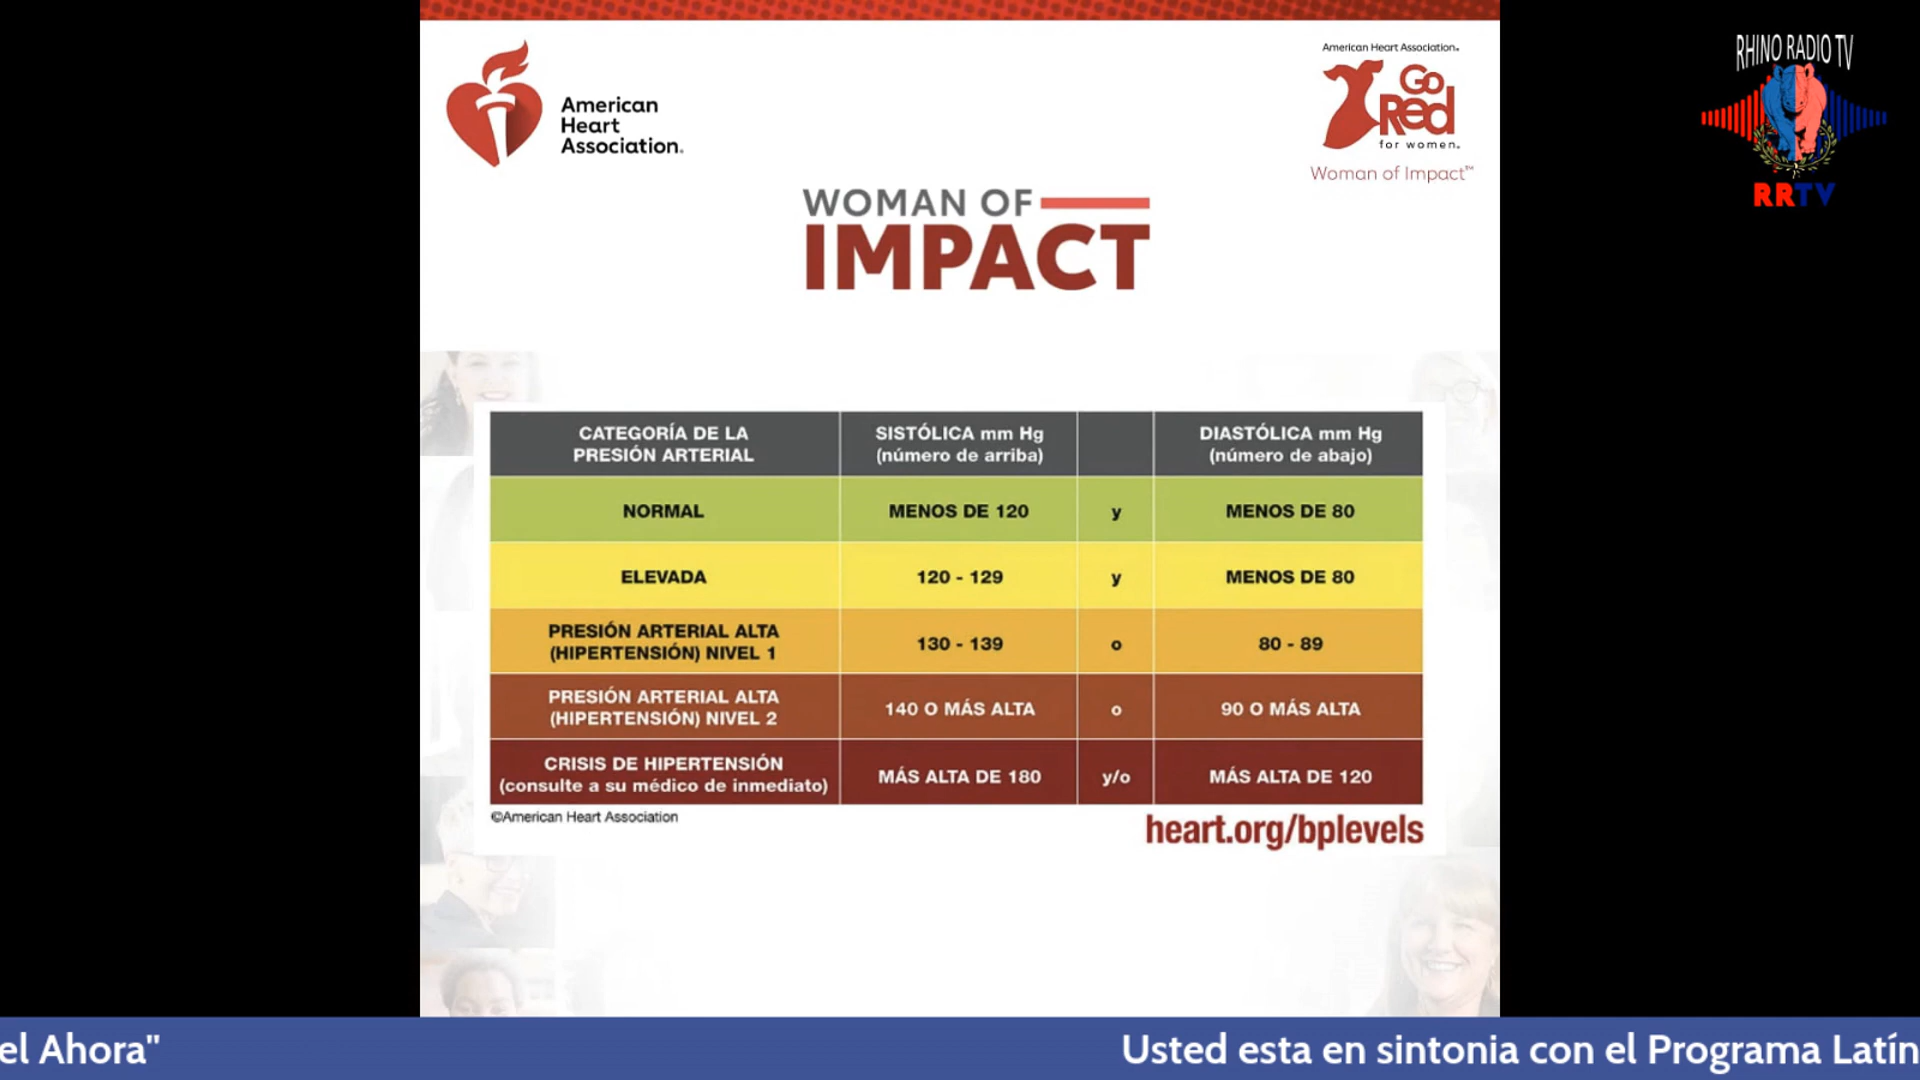 American
Heart
Association.
American Heart Association.
Go
Red
for women.
Woman of Impact™
RHINO RADIO TV
RRTV
WOMAN OF
IMPACT
CATEGORÍA DE LA
PRESIÓN ARTERIAL
SISTÓLICA mm Hg
(número de arriba)
DIASTÓLICA mm Hg
(número de abajo)
NORMAL
MENOS DE 120
y
MENOS DE 80
ELEVADA
120 - 129
y
MENOS DE 80
PRESIÓN ARTERIAL ALTA
(HIPERTENSIÓN) NIVEL 1
130 - 139
o
80 - 89
PRESIÓN ARTERIAL ALTA
(HIPERTENSIÓN) NIVEL 2
140 O MÁS ALTA
o
90 O MÁS ALTA
CRISIS DE HIPERTENSIÓN
(consulte a su médico de inmediato)
MÁS ALTA DE 180
y/o
MÁS ALTA DE 120
©American Heart Association
heart.org/bplevels
el Ahora"
Usted esta en sintonia con el Programa Latín